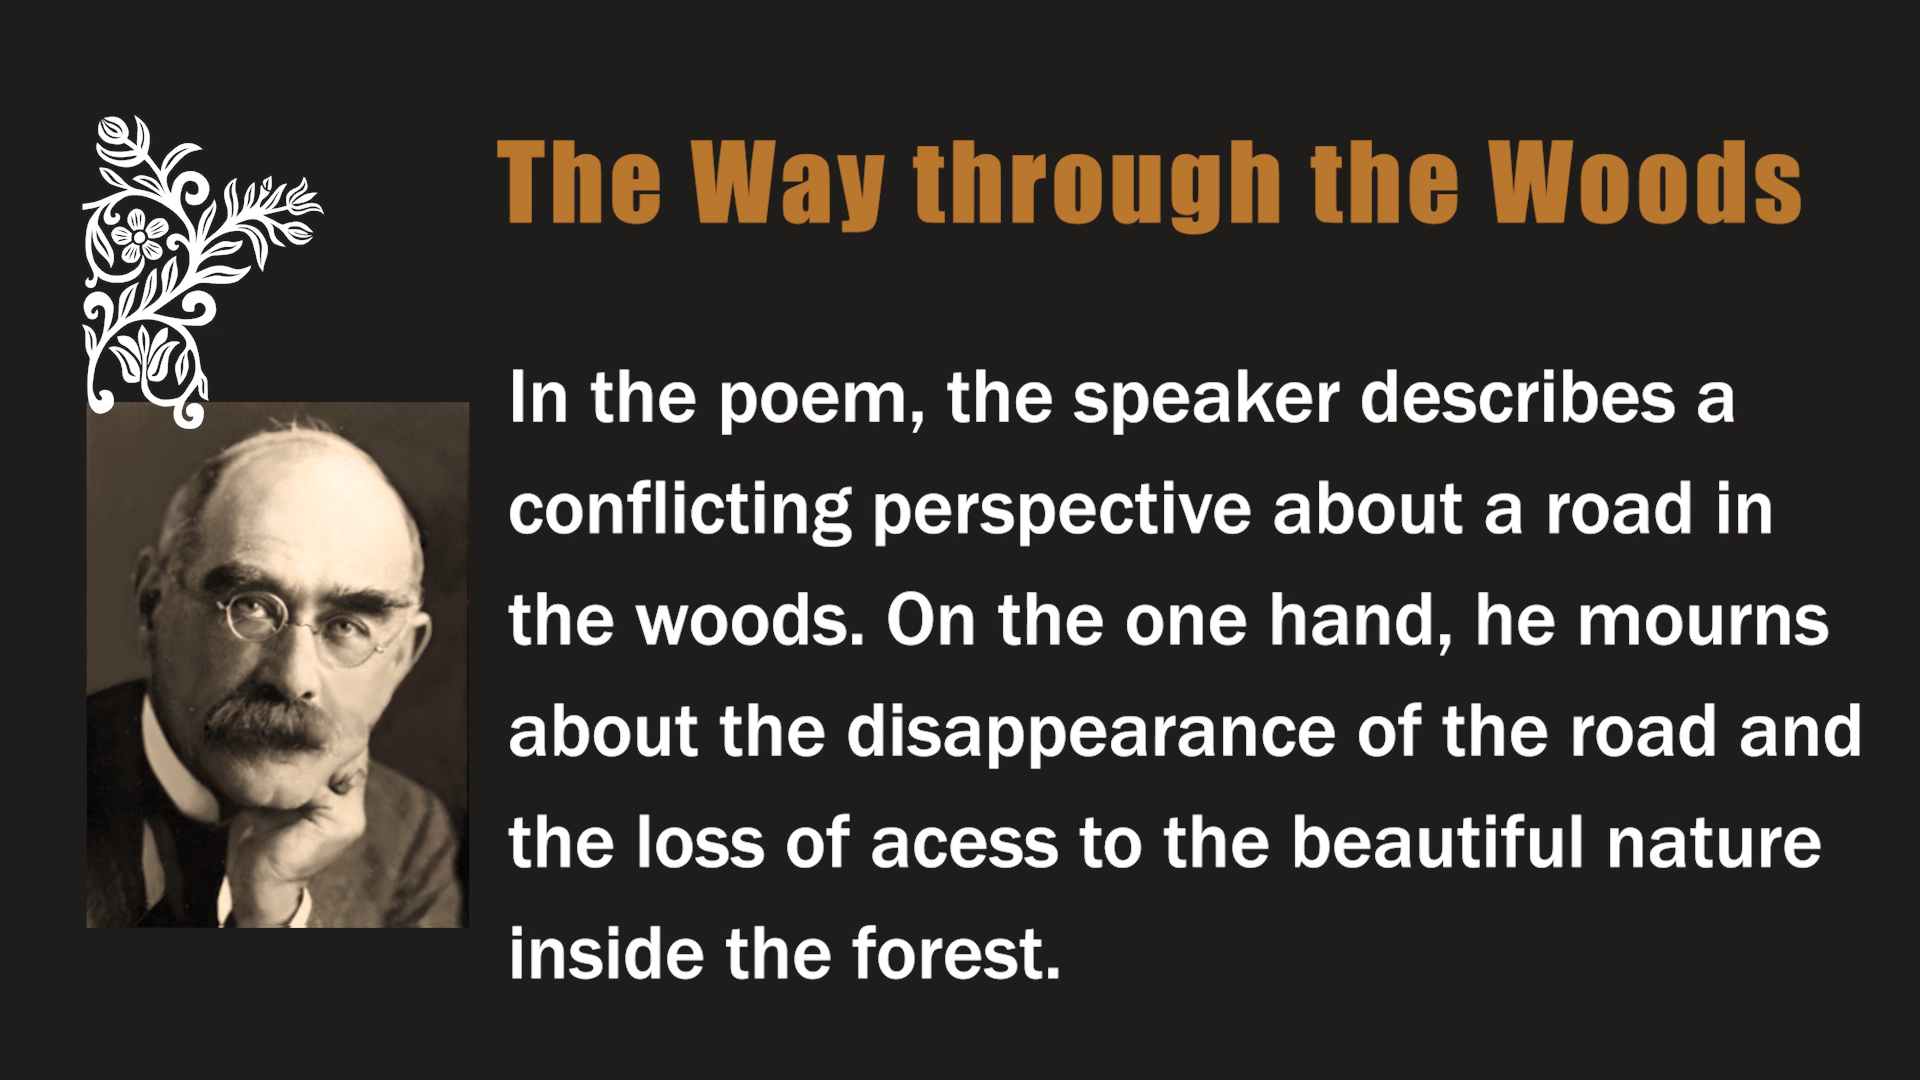 The Way through the Woods
In the poem, the speaker describes a
conflicting perspective about a road in
the woods. On the one hand, he mourns
about the disappearance of the road and
the loss of acess to the beautiful nature
inside the forest.